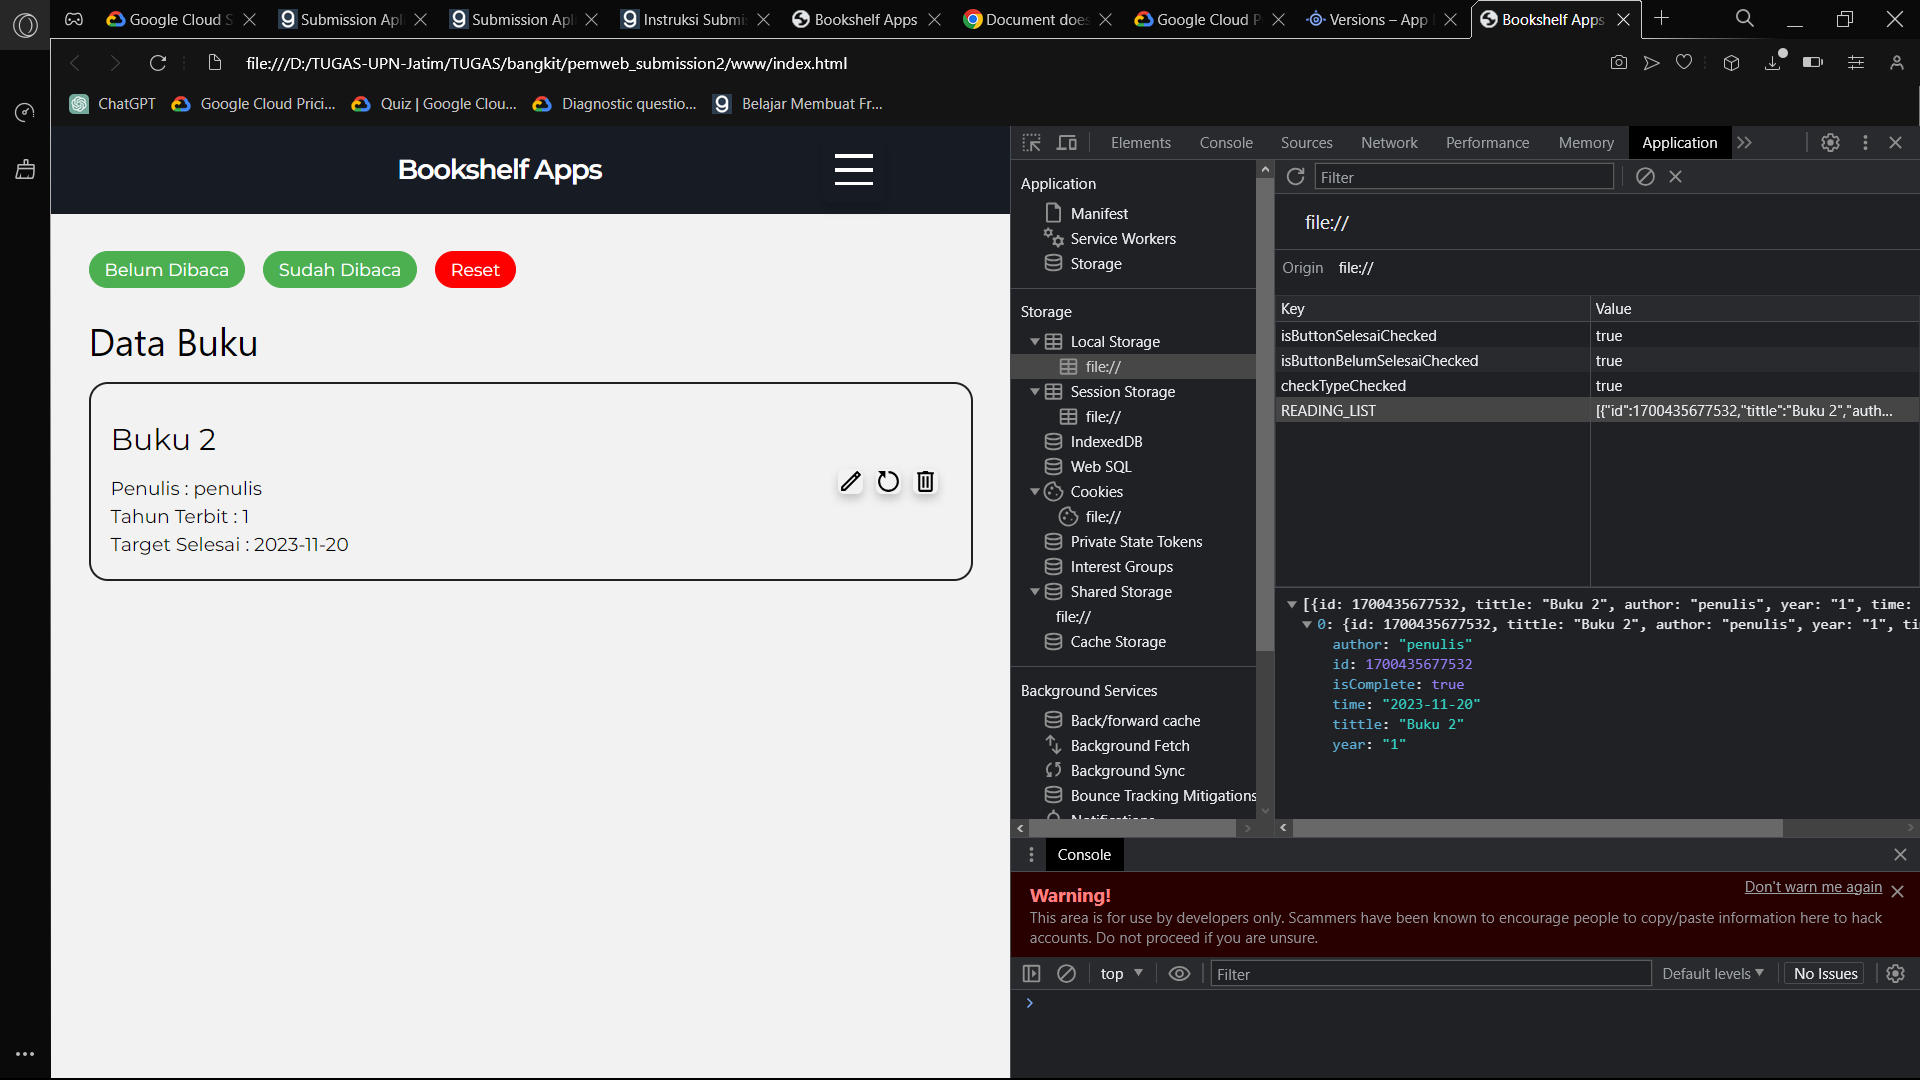 Google Cloud S
Submission Apl
Submission Apl
Instruksi Submis
Bookshelf Apps
Document does
Google Cloud P
Versions – App
Bookshelf Apps
file:///D:/TUGAS-UPN-Jatim/TUGAS/bangkit/pemweb_submission2/www/index.html
ChatGPT
Google Cloud Prici...
Quiz | Google Clou...
Diagnostic questio...
Belajar Membuat Fr...
Bookshelf Apps
Belum Dibaca
Sudah Dibaca
Reset
Data Buku
Buku 2
Penulis : penulis
Tahun Terbit : 1
Target Selesai : 2023-11-20
Elements
Console
Sources
Network
Performance
Memory
Application
Application
Manifest
Service Workers
Storage
Storage
Local Storage
file://
Session Storage
file://
IndexedDB
Web SQL
Cookies
file://
Private State Tokens
Interest Groups
Shared Storage
file://
Cache Storage
Background Services
Back/forward cache
Background Fetch
Background Sync
Bounce Tracking Mitigations
Notifications
Filter
file://
Origin file://
Key Value
isButtonSelesaiChecked true
isButtonBelumSelesaiChecked true
checkTypeChecked true
READING_LIST [{"id":1700435677532,"tittle":"Buku 2","auth...
[{id: 1700435677532, tittle: "Buku 2", author: "penulis", year: "1", time:
0: {id: 1700435677532, tittle: "Buku 2", author: "penulis", year: "1", ti
author: "penulis"
id: 1700435677532
isComplete: true
time: "2023-11-20"
tittle: "Buku 2"
year: "1"
Console
Warning!
Don't warn me again
This area is for use by developers only. Scammers have been known to encourage people to copy/paste information here to hack
accounts. Do not proceed if you are unsure.
top
Filter
Default levels
No Issues